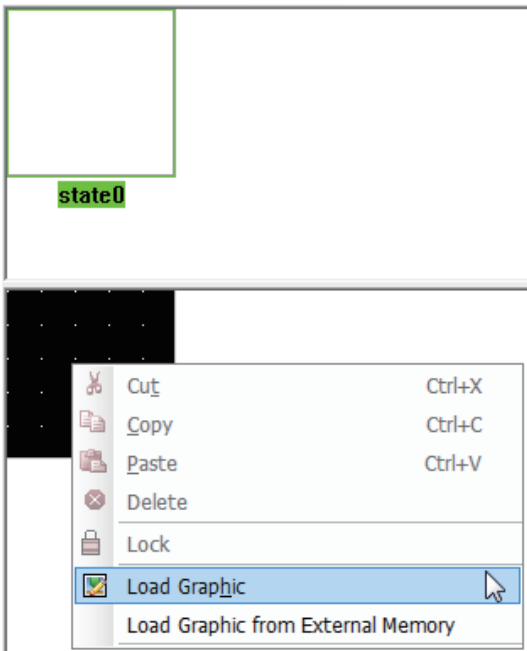 state0
Cut Ctrl+X
Copy Ctrl+C
Paste Ctrl+V
Delete
Lock
Load Graphic
Load Graphic from External Memory